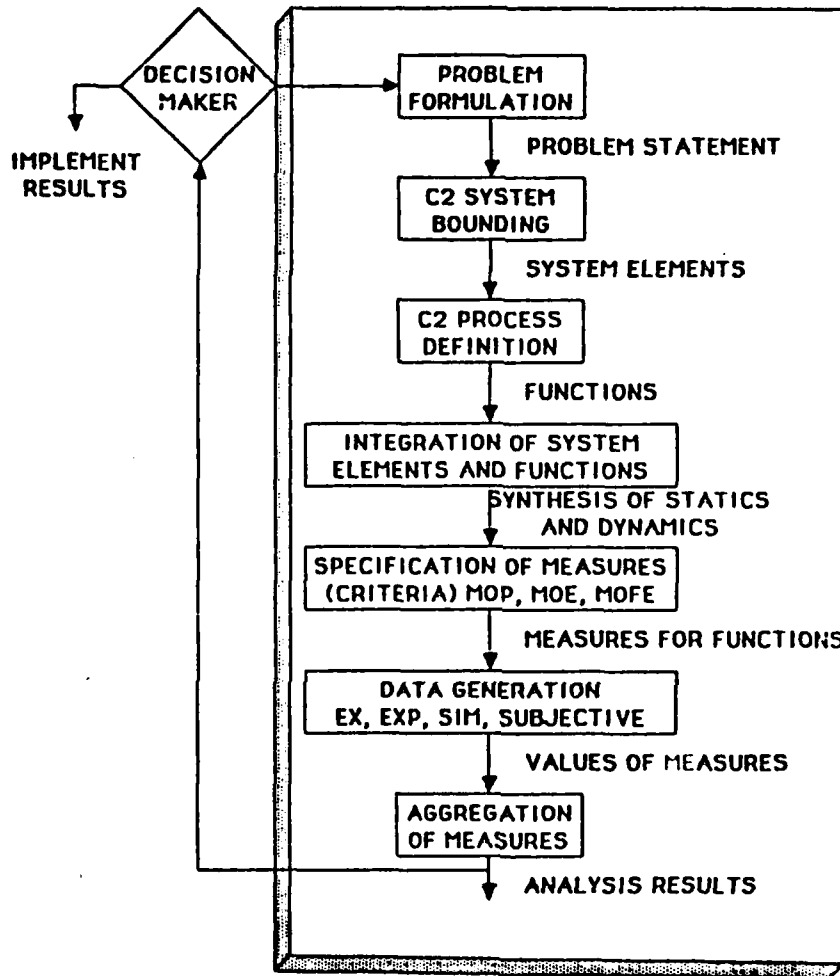 DECISION
MAKER
IMPLEMENT
RESULTS
PROBLEM
FORMULATION
PROBLEM STATEMENT
C2 SYSTEM
BOUNDING
SYSTEM ELEMENTS
C2 PROCESS
DEFINITION
FUNCTIONS
INTEGRATION OF SYSTEM
ELEMENTS AND FUNCTIONS
SYNTHESIS OF STATICS
AND DYNAMICS
SPECIFICATION OF MEASURES
(CRITERIA) MOP, MOE, MOFE
MEASURES FOR FUNCTIONS
DATA GENERATION
EX, EXP, SIM, SUBJECTIVE
VALUES OF MEASURES
AGGREGATION
OF MEASURES
ANALYSIS RESULTS